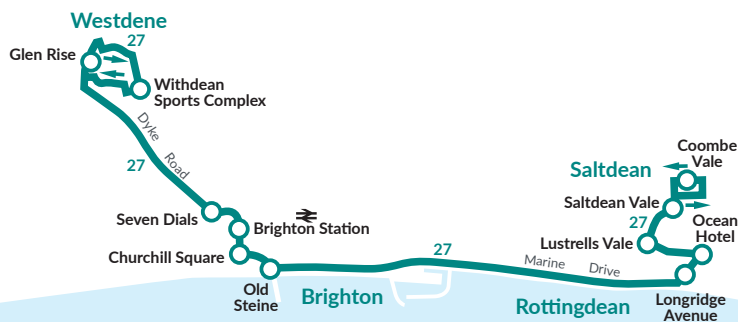 Westdene
27
Glen Rise
Withdean
Sports Complex
Dyke
Road
27
Coombe
Vale
Saltdean
Saltdean Vale
Seven Dials
Brighton Station
27
Ocean
Hotel
Lustrells Vale
Churchill Square
27
Marine Drive
Old
Steine
Brighton
Rottingdean
Longridge
Avenue